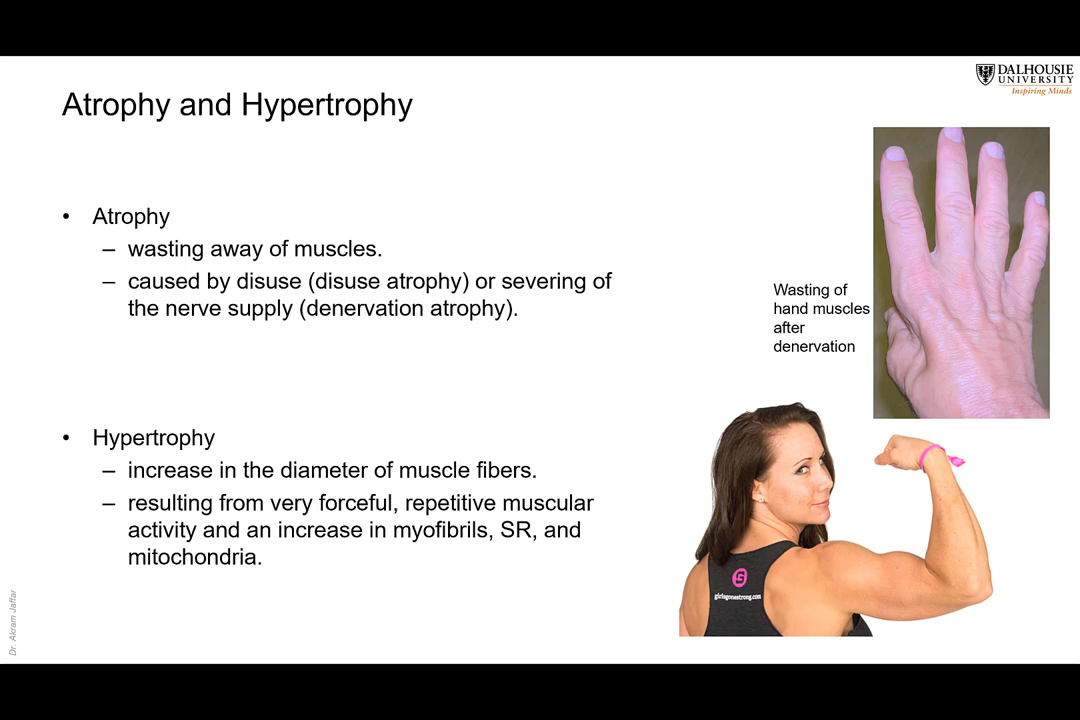 DALHOUSIE
UNIVERSITY
Inspiring Minds
Atrophy and Hypertrophy
• Atrophy
– wasting away of muscles.
– caused by disuse (disuse atrophy) or severing of
the nerve supply (denervation atrophy).
Wasting of
hand muscles
after
denervation
• Hypertrophy
– increase in the diameter of muscle fibers.
– resulting from very forceful, repetitive muscular
activity and an increase in myofibrils, SR, and
mitochondria.
girlsgonestrong.com
Dr. Akram Jaffar